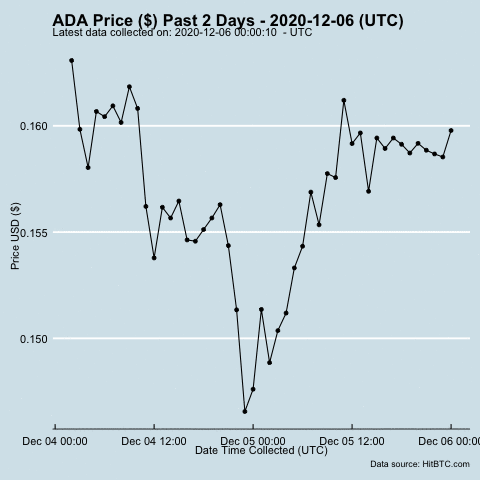 ADA Price ($) Past 2 Days - 2020-12-06 (UTC)
Latest data collected on: 2020-12-06 00:00:10 - UTC
0.160
0.155
0.150
Price USD ($)
Dec 04 00:00 Dec 04 12:00 Dec 05 00:00 Dec 05 12:00 Dec 06 00:00
Date Time Collected (UTC)
Data source: HitBTC.com